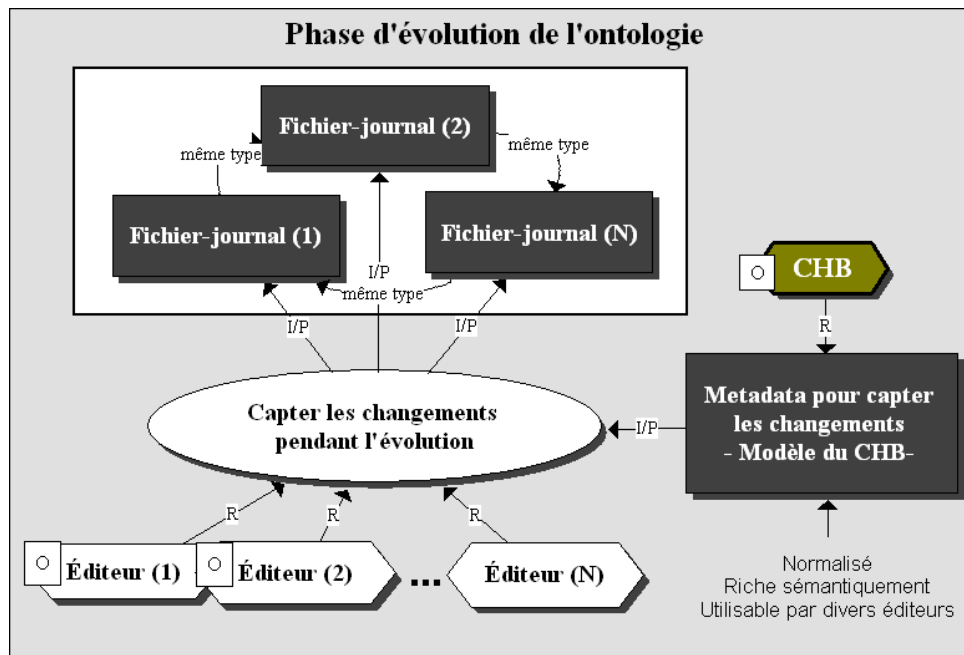 Phase d'évolution de l'ontologie
Fichier-journal (2)
même type
même type
Fichier-journal (1)
Fichier-journal (N)
I/P
même type
I/P
I/P
CHB
R
Metadata pour capter
les changements
- Modèle du CHB-
I/P
Capter les changements
pendant l'évolution
R
R
R
Éditeur (1)
Éditeur (2)
...
Éditeur (N)
Normalisé
Riche sémantiquement
Utilisable par divers éditeurs